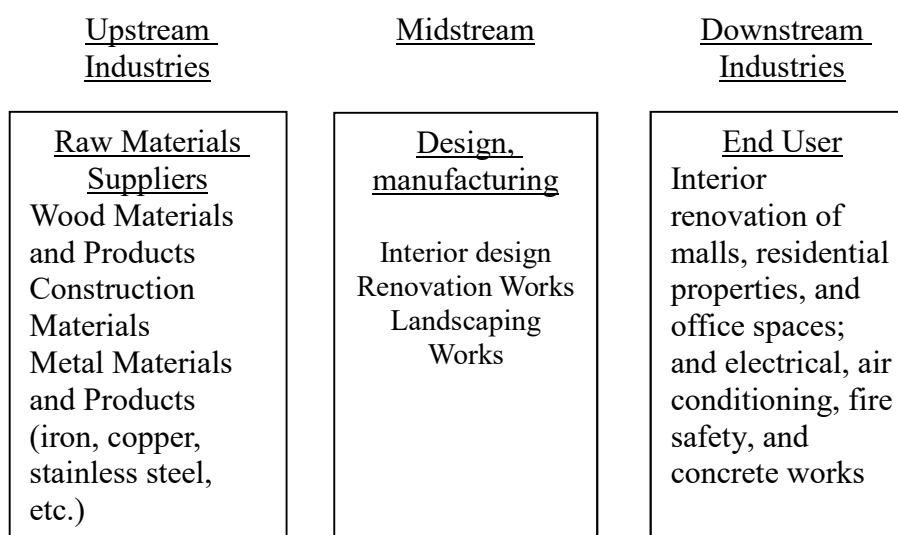 Upstream
Industries
Raw Materials
Suppliers
Wood Materials
and Products
Construction
Materials
Metal Materials
and Products
(iron, copper,
stainless steel,
etc.)
Midstream
Design,
manufacturing
Interior design
Renovation Works
Landscaping
Works
Downstream
Industries
End User
Interior
renovation of
malls, residential
properties, and
office spaces;
and electrical, air
conditioning, fire
safety, and
concrete works